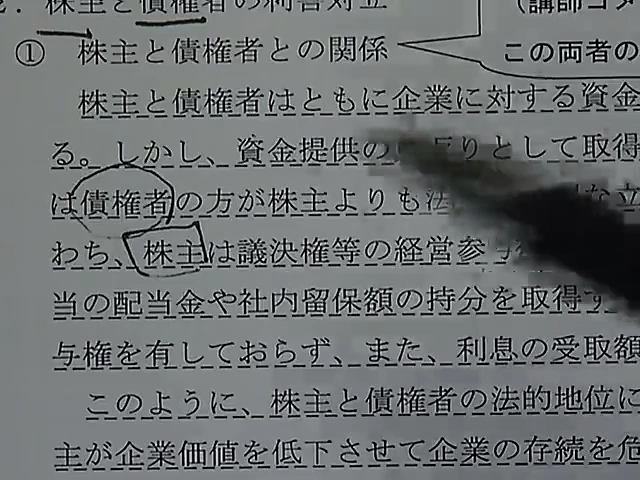 株主と債権者の利害対立
(講師コメ
① 株主と債権者との関係
この両者の
株主と債権者はともに企業に対する資金
る。しかし、資金提供の 返りとして取得
は債権者の方が株主よりも法 な立
わち、株主は議決権等の経営参
当の配当金や社内留保額の持分を取得す
与権を有しておらず、また、利息の受取額
このように、株主と債権者の法的地位に
主が企業価値を低下させて企業の存続を危